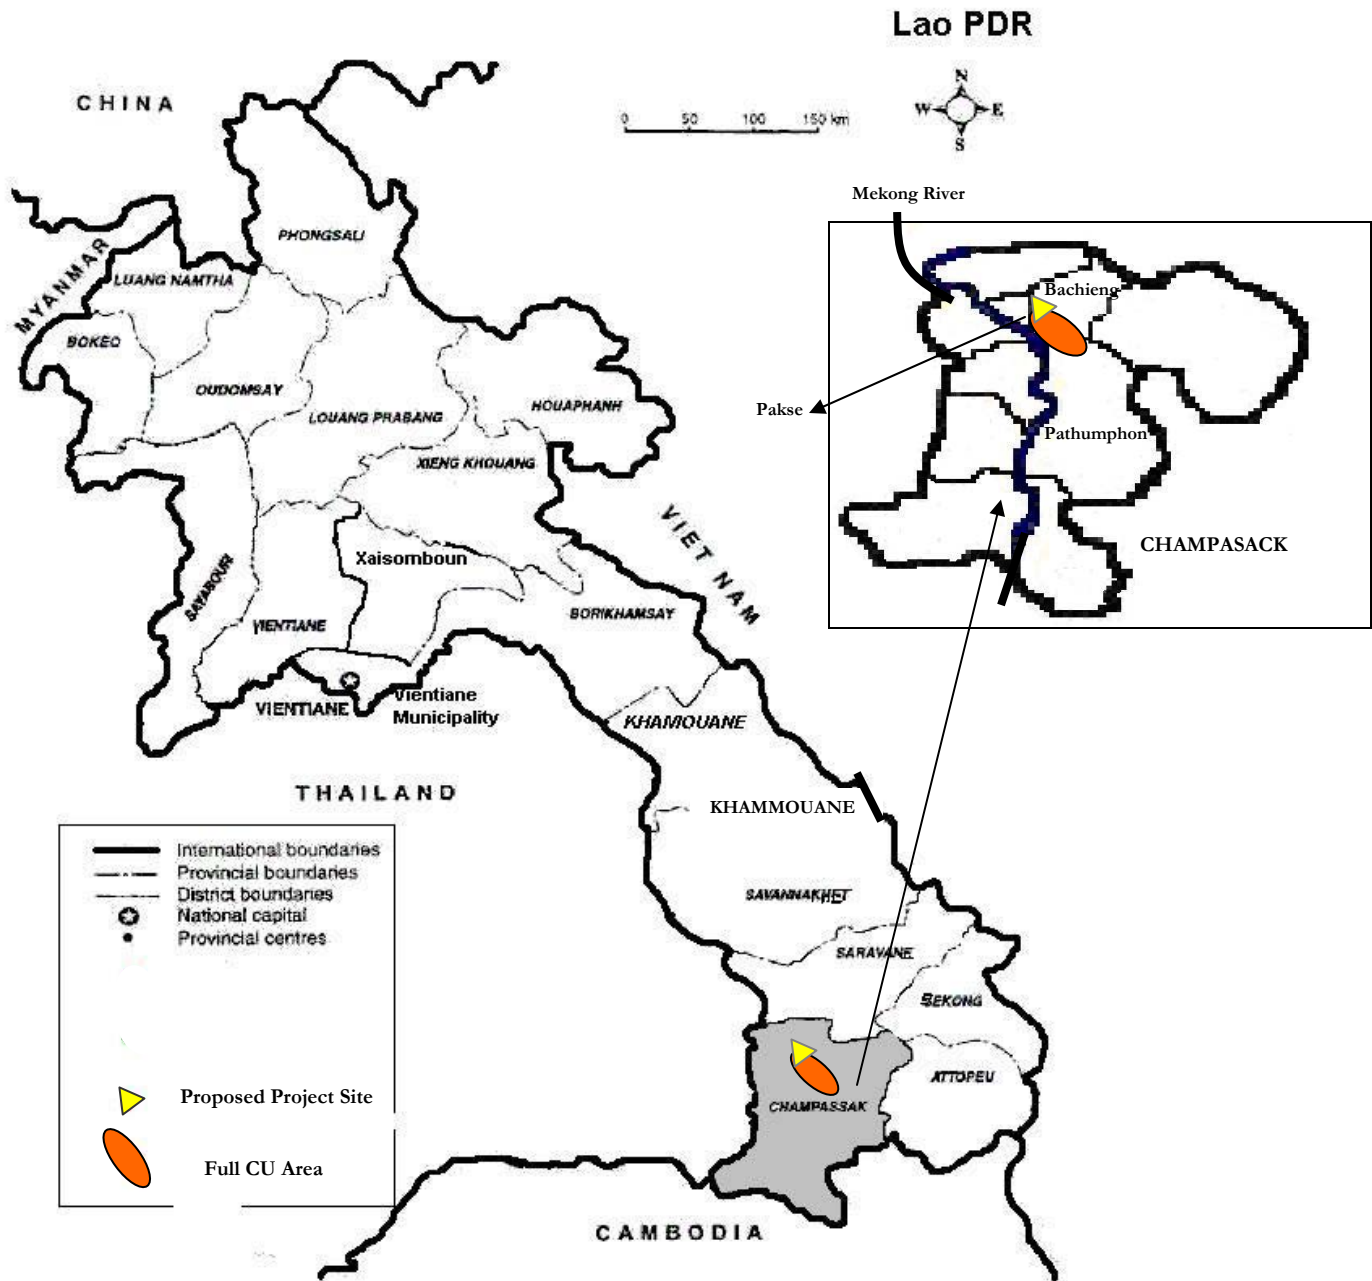 Lao PDR
CHINA
N
W E
S
0 50 100 150 km
Mekong River
PHONGSALI
MYANMAR
LUANG NAMTHA
Bachieng
BOKEO
OUDOMSAY
LOUANG PRABANG
HOUAPHANH
Pakse
Pathumphon
XIENG KHOUANG
VIET NAM
CHAMPASACK
Xaisomboun
SAYABOUR
VIENTIANE
BORIKHAMSAY
VIENTIANE
Vientiane
Municipality
KHAMOUANE
THAILAND
KHAMMOUANE
International boundaries
Provincial boundaries
District boundaries
National capital
Provincial centres
SAVANNAKHET
SARAVANE
SEKONG
ATTOPEU
Proposed Project Site
CHAMPASSAK
Full CU Area
CAMBODIA